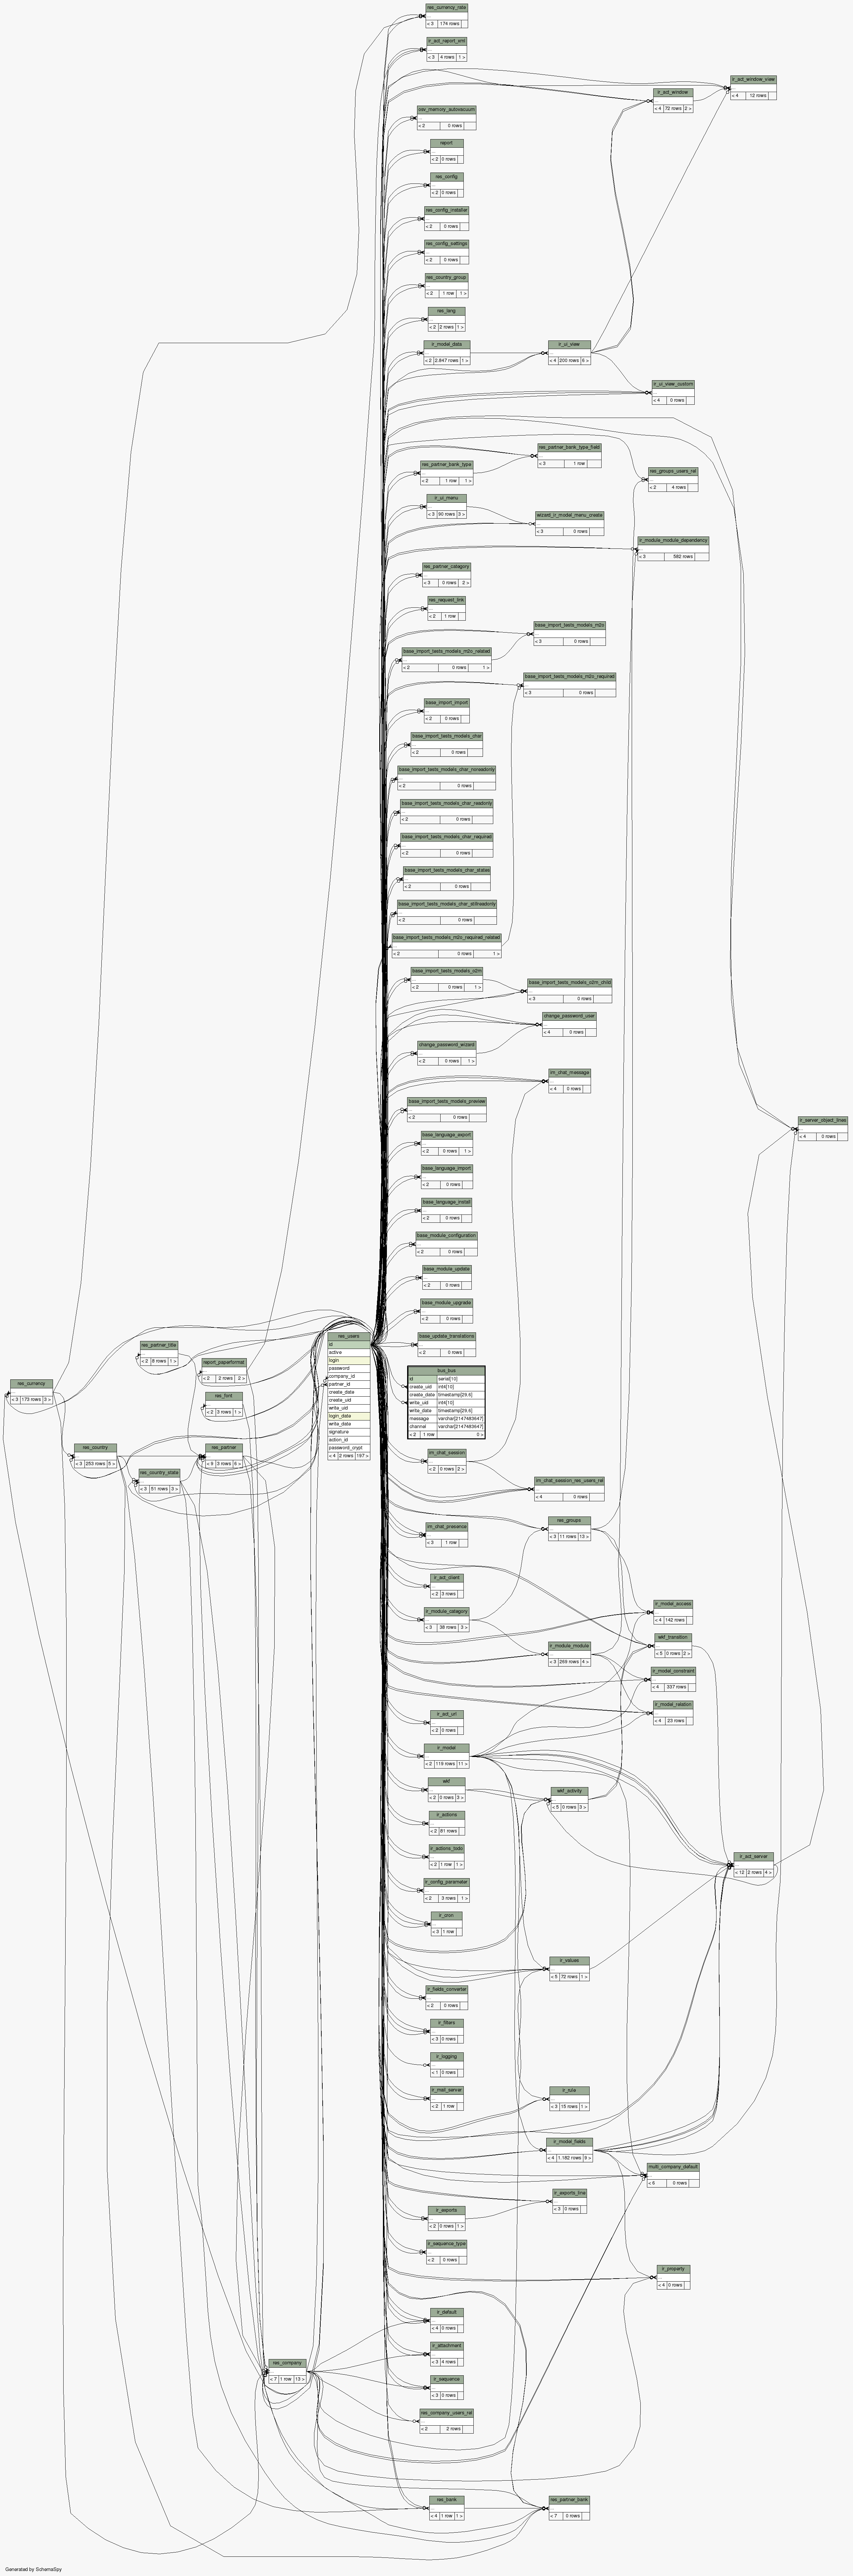 res_currency_rate
...
< 3 174 rows
ir_act_report_xml
...
< 3 4 rows 1 >
ir_act_window_view
...
< 4 12 rows
ir_act_window
...
< 4 72 rows 2 >
osv_memory_autovacuum
...
< 2 0 rows
report
...
< 2 0 rows
res_config
...
< 2 0 rows
res_config_installer
...
< 2 0 rows
res_config_settings
...
< 2 0 rows
res_country_group
...
< 2 1 row 1 >
res_lang
...
< 2 2 rows 1 >
ir_model_data
...
< 2 2.847 rows 1 >
ir_ui_view
...
< 4 200 rows 6 >
ir_ui_view_custom
...
< 4 0 rows
res_partner_bank_type_field
...
< 3 1 row
res_partner_bank_type
...
< 2 1 row 1 >
res_groups_users_rel
...
< 2 4 rows
ir_ui_menu
...
< 3 90 rows 3 >
wizard_ir_model_menu_create
...
< 3 0 rows
ir_module_module_dependency
...
< 3 582 rows
res_partner_category
...
< 3 0 rows 2 >
res_request_link
...
< 2 1 row
base_import_tests_models_m2o
...
< 3 0 rows
base_import_tests_models_m2o_related
...
< 2 0 rows 1 >
base_import_tests_models_m2o_required
...
< 3 0 rows
base_import_import
...
< 2 0 rows
base_import_tests_models_char
...
< 2 0 rows
base_import_tests_models_char_noreadonly
...
< 2 0 rows
base_import_tests_models_char_readonly
...
< 2 0 rows
base_import_tests_models_char_required
...
< 2 0 rows
base_import_tests_models_char_states
...
< 2 0 rows
base_import_tests_models_char_stillreadonly
...
< 2 0 rows
base_import_tests_models_m2o_required_related
...
< 2 0 rows 1 >
base_import_tests_models_o2m
...
< 2 0 rows 1 >
base_import_tests_models_o2m_child
...
< 3 0 rows
change_password_user
...
< 4 0 rows
change_password_wizard
...
< 2 0 rows 1 >
im_chat_message
...
< 4 0 rows
base_import_tests_models_preview
...
< 2 0 rows
ir_server_object_lines
...
< 4 0 rows
base_language_export
...
< 2 0 rows 1 >
base_language_import
...
< 2 0 rows
base_language_install
...
< 2 0 rows
base_module_configuration
...
< 2 0 rows
base_module_update
...
< 2 0 rows
base_module_upgrade
...
< 2 0 rows
base_update_translations
...
< 2 0 rows
res_users
id
active
login
password
company_id
partner_id
create_date
create_uid
write_uid
login_date
write_date
signature
action_id
password_crypt
< 4 2 rows 197 >
res_partner_title
...
< 2 8 rows 1 >
report_paperformat
...
< 2 2 rows 2 >
res_currency
...
< 3 173 rows 3 >
res_font
...
< 2 3 rows 1 >
bus_bus
id serial[10]
create_uid int4[10]
create_date timestamp[29,6]
write_uid int4[10]
write_date timestamp[29,6]
message varchar[2147483647]
channel varchar[2147483647]
< 2 1 row 0 >
res_country
...
< 3 253 rows 5 >
res_partner
...
< 9 3 rows 6 >
res_country_state
...
< 3 51 rows 3 >
im_chat_session
...
< 2 0 rows 2 >
im_chat_session_res_users_rel
...
< 4 0 rows
res_groups
...
< 3 11 rows 13 >
im_chat_presence
...
< 3 1 row
ir_act_client
...
< 2 3 rows
ir_module_category
...
< 3 38 rows 3 >
ir_model_access
...
< 4 142 rows
wkf_transition
...
< 5 0 rows 2 >
ir_module_module
...
< 3 269 rows 4 >
ir_model_constraint
...
< 4 337 rows
ir_model_relation
...
< 4 23 rows
ir_act_url
...
< 2 0 rows
ir_model
...
< 2 119 rows 11 >
wkf
...
< 2 0 rows 3 >
wkf_activity
...
< 5 0 rows 3 >
ir_actions
...
< 2 81 rows
ir_actions_todo
...
< 2 1 row 1 >
ir_act_server
...
< 12 2 rows 4 >
ir_config_parameter
...
< 2 3 rows 1 >
ir_cron
...
< 3 1 row
ir_values
...
< 5 72 rows 1 >
ir_fields_converter
...
< 2 0 rows
ir_filters
...
< 3 0 rows
ir_logging
...
< 1 0 rows
ir_mail_server
...
< 2 1 row
ir_rule
...
< 3 15 rows 1 >
ir_model_fields
...
< 4 1.182 rows 6 >
multi_company_default
...
< 6 0 rows
ir_exports_line
...
< 3 0 rows
ir_exports
...
< 2 0 rows 1 >
ir_sequence_type
...
< 2 0 rows
ir_property
...
< 4 0 rows
ir_default
...
< 4 0 rows
ir_attachment
...
< 3 4 rows
res_company
...
< 7 1 row 13 >
ir_sequence
...
< 3 0 rows
res_company_users_rel
...
< 2 2 rows
res_bank
...
< 4 1 row 1 >
res_partner_bank
...
< 7 0 rows
Generated by SchemaSpy